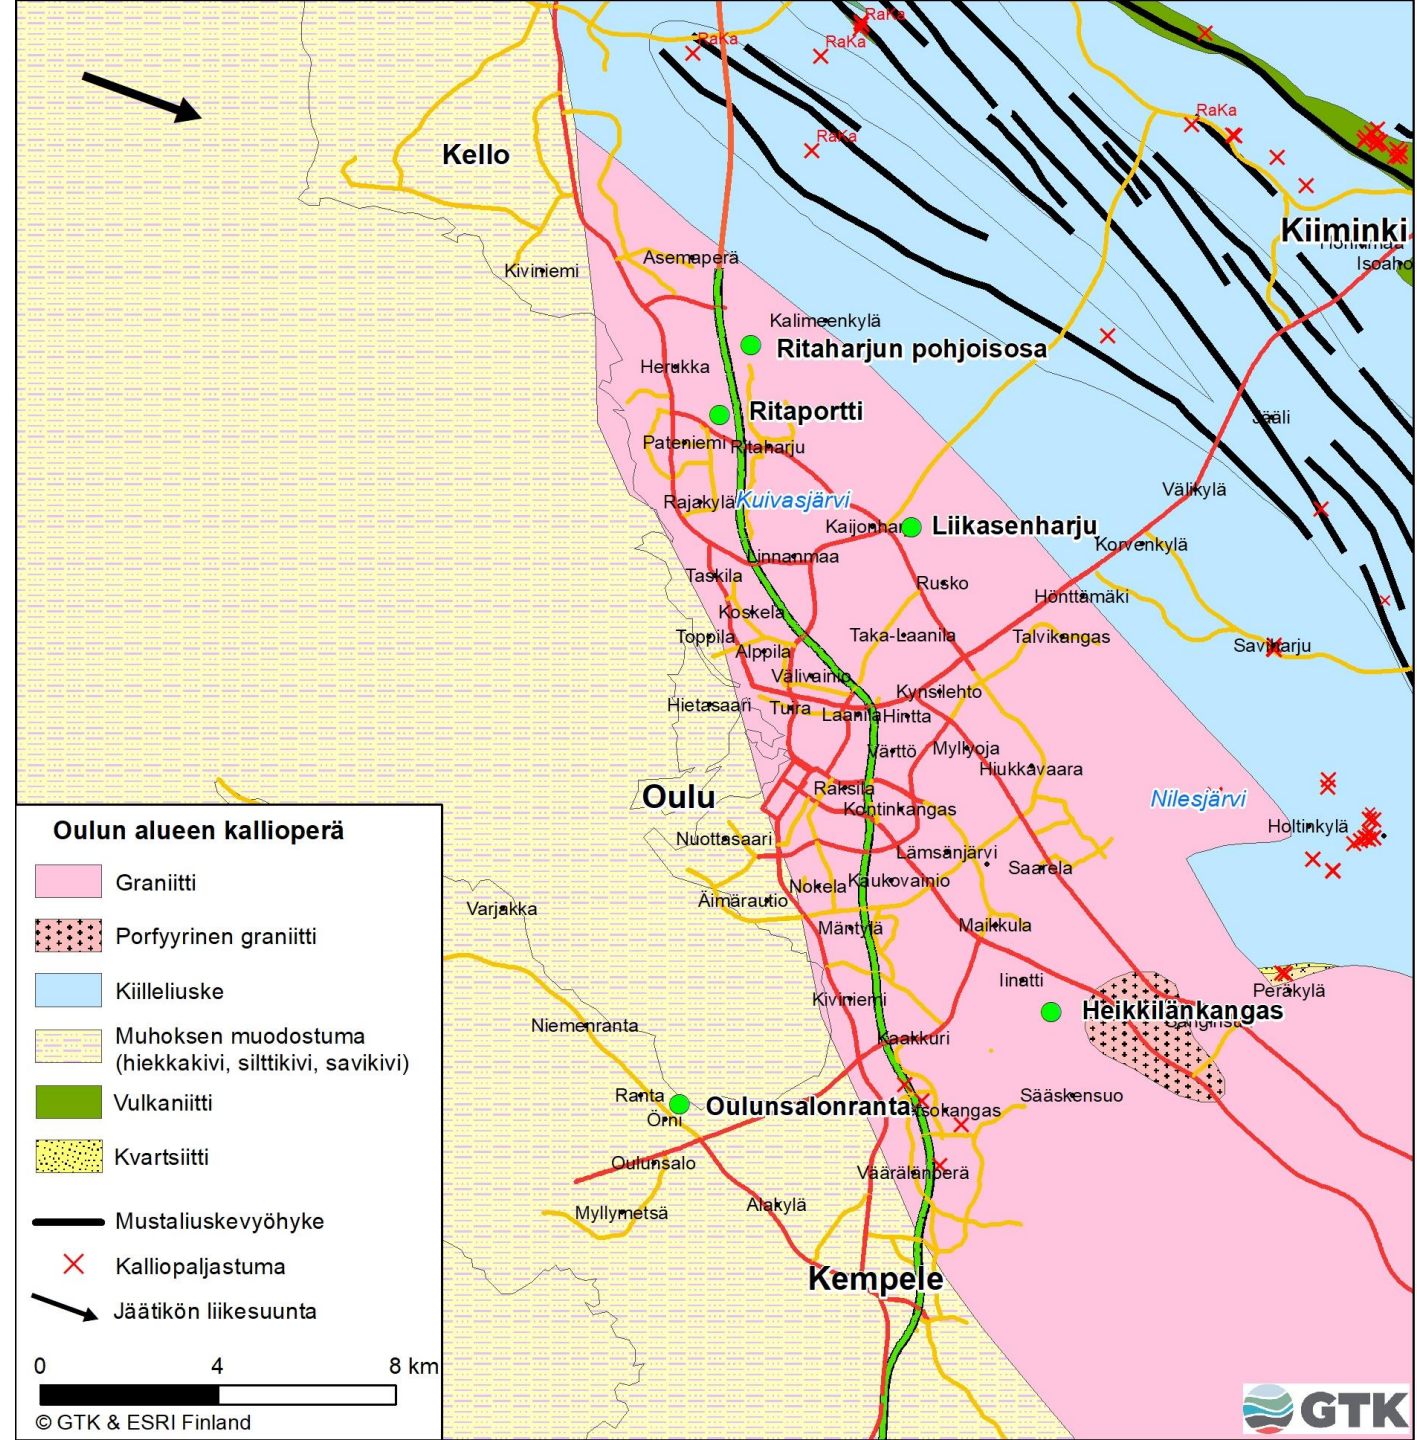 RaKa
RaKa
RaKa
RaKa
RaKa
Kello
Kiiminki
Isoaho
Kiviniemi
Asemaperä
Kalimeenkylä
Ritaharjun pohjoisosa
Herukka
Ritaportti
Jääli
Pateniemi
Ritaharju
Välikylä
Rajakylä
Kuivasjärvi
Liikasenharju
Korvenkylä
Linnanmaa
Taskila
Rusko
Hönttämäki
Koskela
Toppila
Taka-Laanila
Talvikangas
Saviharju
Alppila
Välivainio
Kynsilehto
Hietasaari
Tuira
Laanila
Hintta
Värttö
Myllyoja
Hiukkavaara
Oulu
Raksila
Kontinkangas
Nilesjärvi
Holtinkylä
Nuottasaari
Lämsänjärvi
Saarela
Nokela
Kaukovainio
Äimärautio
Varjakka
Mäntylä
Maikkula
Iinatti
Peräkylä
Kiviniemi
Heikkilänkangas
Niemenranta
Kaakkuri
Ranta
Oulunsalonranta
Sääskensuo
Örni
Oulunsalo
Väärälänperä
Myllymetsä
Alakylä
Kempele
Oulun alueen kallioperä
Graniitti
Porfyyrinen graniitti
Kiilleliuske
Muhoksen muodostuma
(hiekkakivi, silttikivi, savikivi)
Vulkaniitti
Kvartsiitti
Mustaliuskevyöhyke
Kalliopaljastuma
Jäätikön liikesuunta
0 4 8 km
© GTK & ESRI Finland
GTK